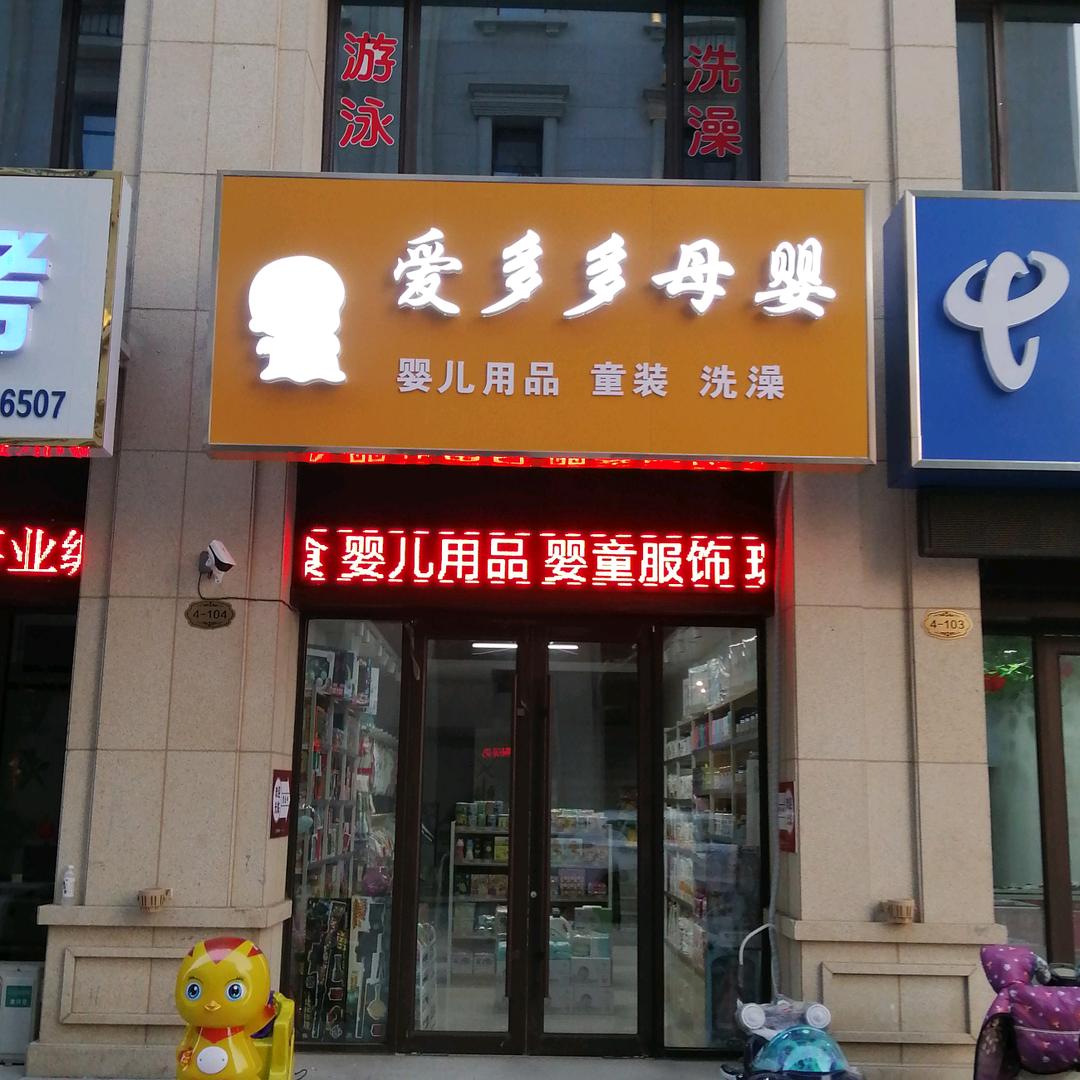 游泳
洗澡
爱多多母婴
婴儿用品 童装 洗澡
6507
婴儿用品 婴童服饰
业
4-104
4-103